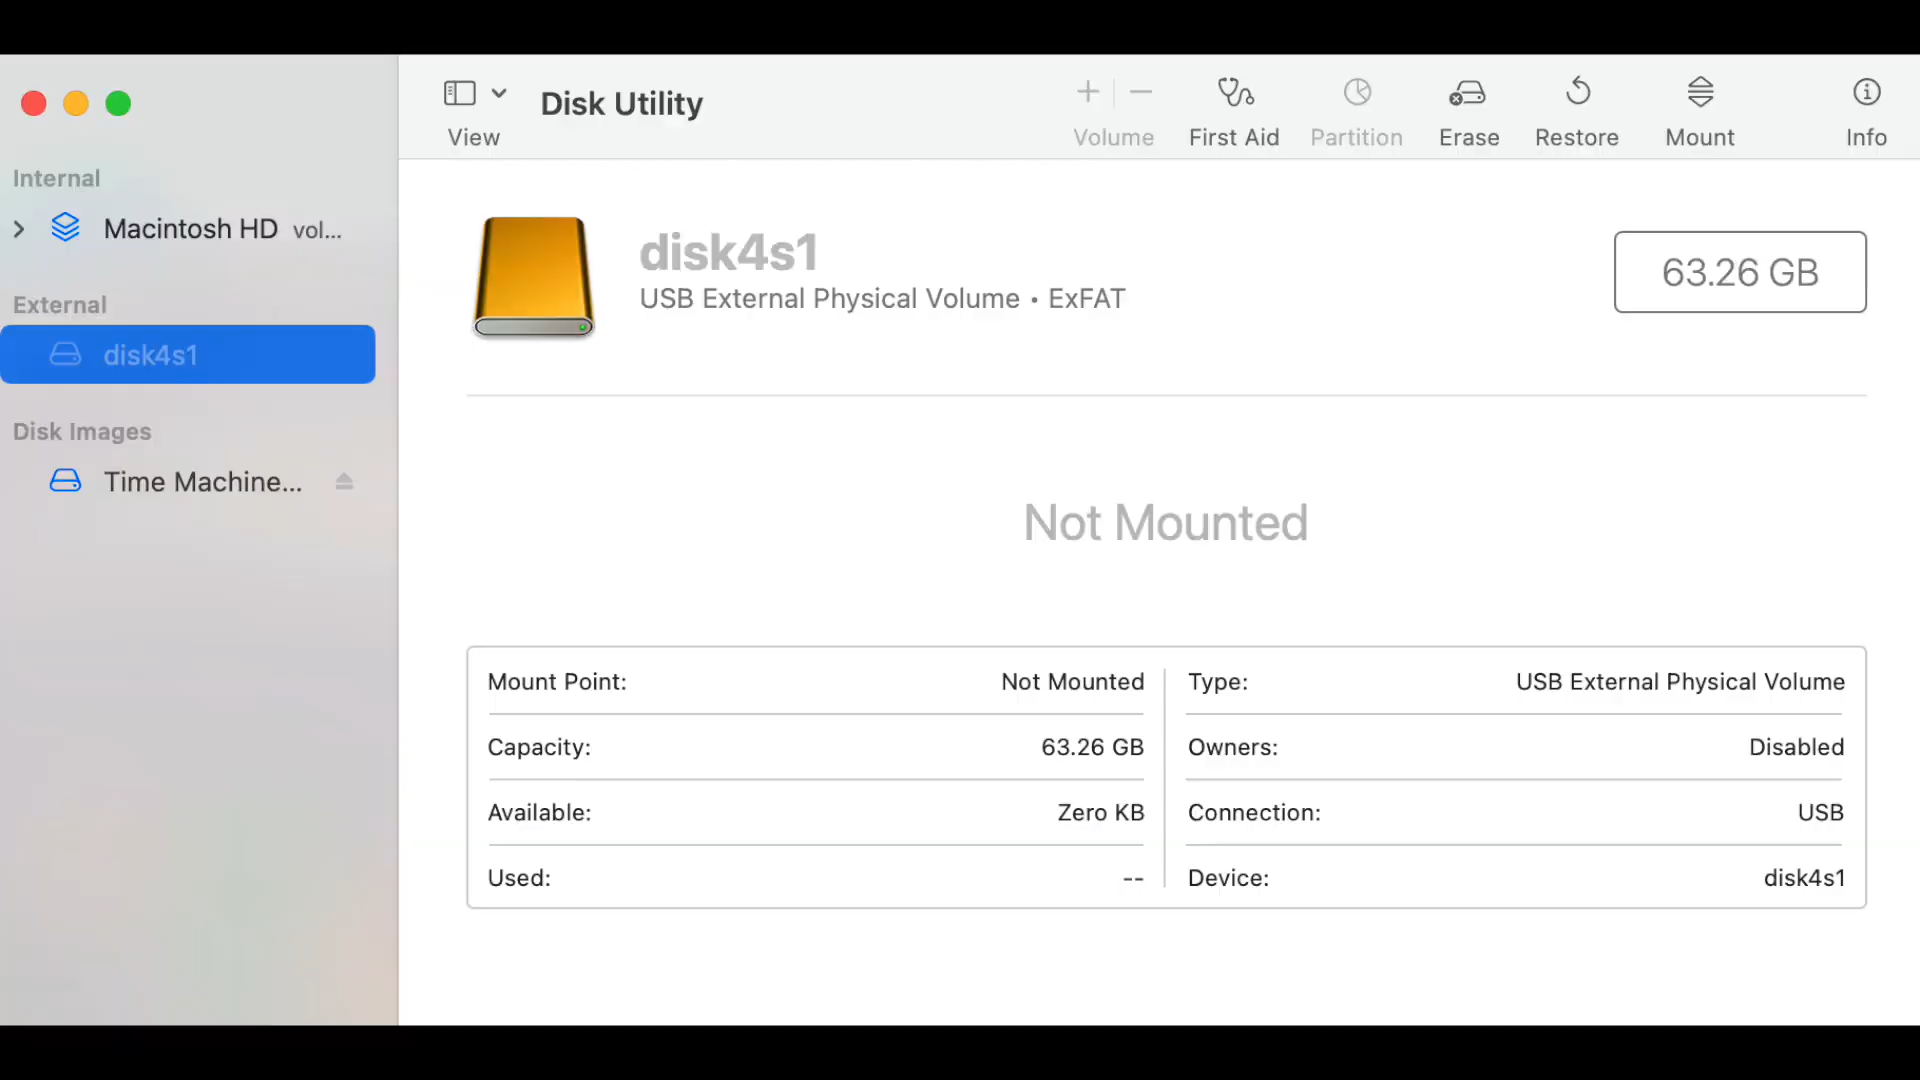 View
Disk Utility
Volume
First Aid
Partition
Erase
Restore
Mount
Info
Internal
Macintosh HD vol...
External
disk4s1
Disk Images
Time Machine...
disk4s1
USB External Physical Volume • ExFAT
63.26 GB
Not Mounted
Mount Point: Not Mounted
Capacity: 63.26 GB
Available: Zero KB
Used: --
Type: USB External Physical Volume
Owners: Disabled
Connection: USB
Device: disk4s1